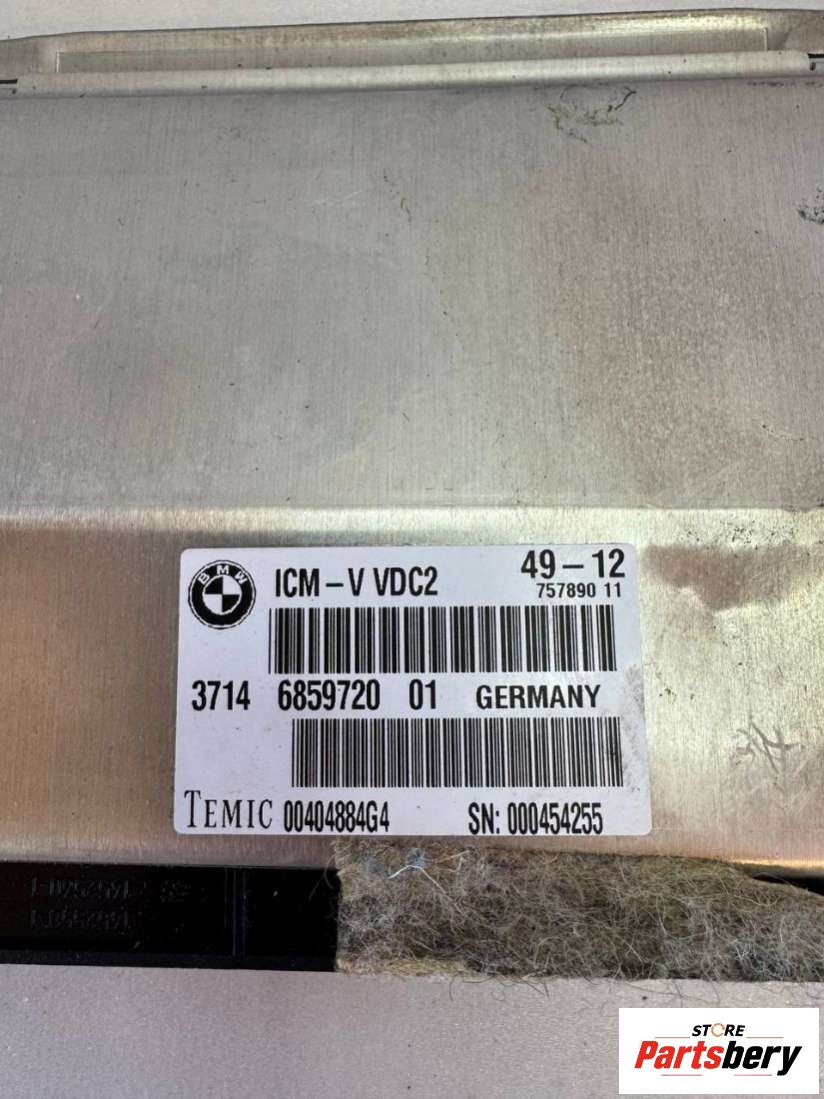 BMW
ICM – V VDC2 49 – 12
757890 11
3714 6859720 01 GERMANY
TEMIC 00404884G4 SN: 000454255
STORE
Partsbery